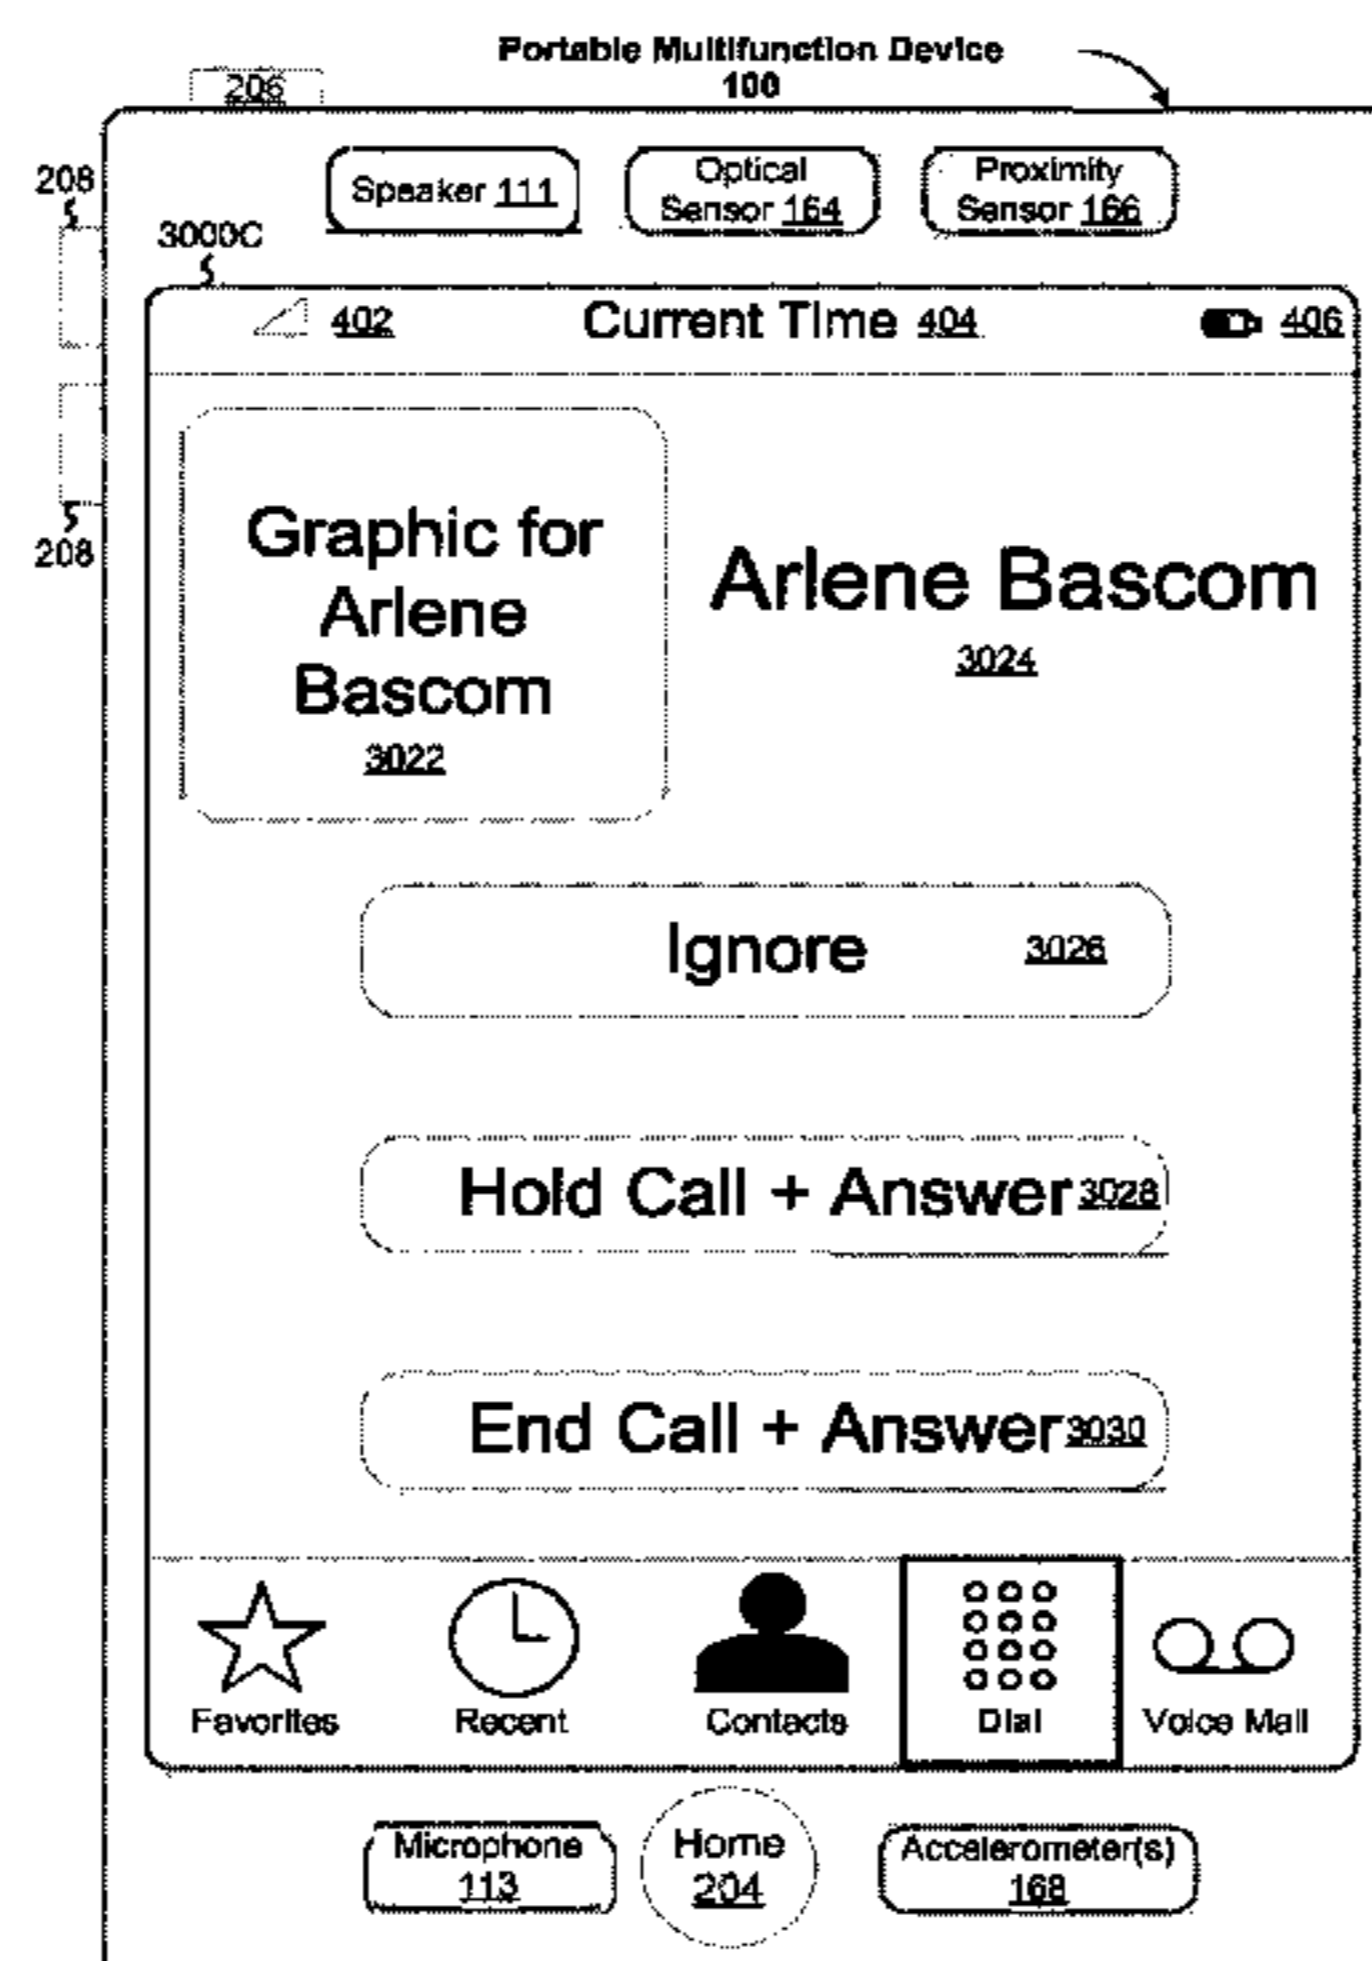 Portable Multifunction Device
100
206
208
Speaker 111
Optical
Sensor 164
Proximity
Sensor 166
3000C
402
Current Time 404
406
Graphic for
Arlene
Bascom
3022
Arlene Bascom
3024
208
Ignore 3026
Hold Call + Answer 3028
End Call + Answer 3030
Favorites
Recent
Contacts
Dial
Voice Mail
Microphone
113
Home
204
Accelerometer(s)
168